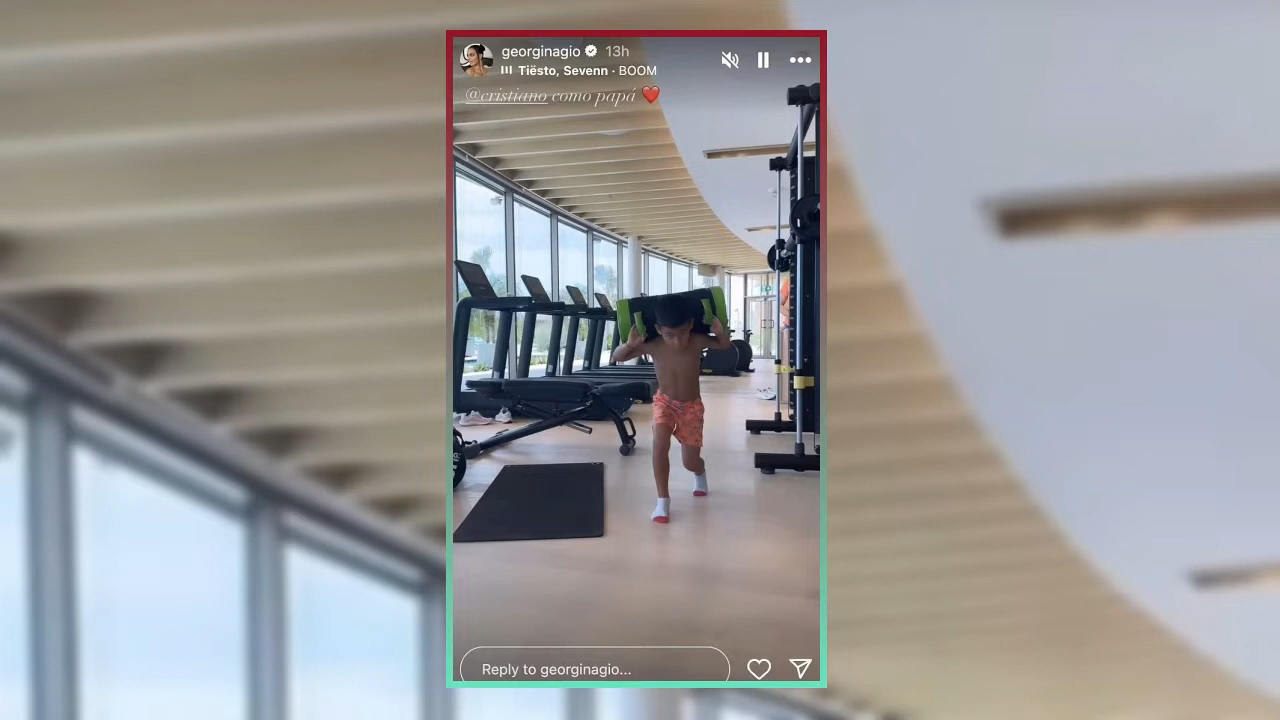 georginagio 13h
Tiësto, Sevenn · BOOM
@cristiano como papá ❤️
Reply to georginagio...